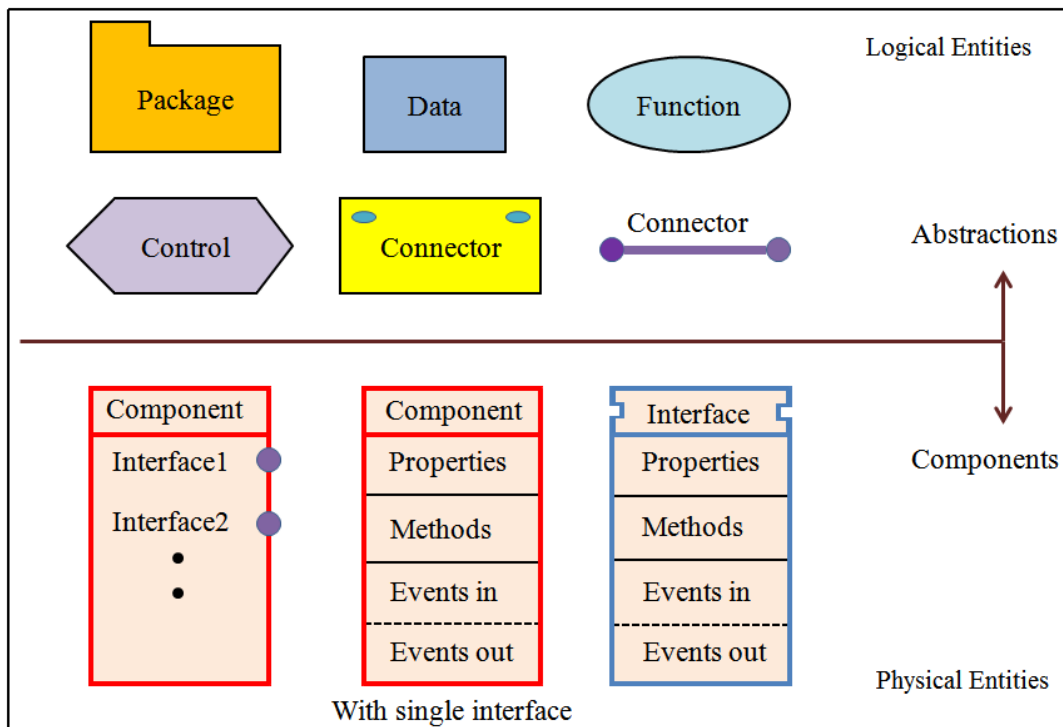 Logical Entities
Package
Data
Function
Control
Connector
Connector
Abstractions
Component
Interface1
Interface2
Component
Properties
Methods
Events in
Events out
With single interface
Interface
Properties
Methods
Events in
Events out
Components
Physical Entities